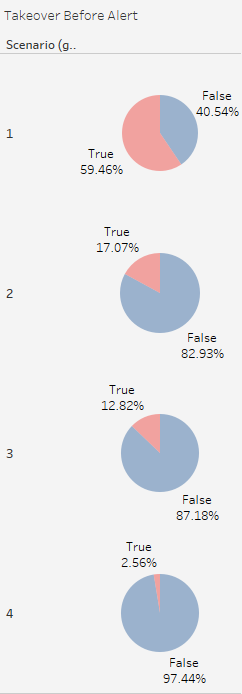 Takeover Before Alert
Scenario (g..
1
False
40.54%
True
59.46%
2
True
17.07%
False
82.93%
3
True
12.82%
False
87.18%
4
True
2.56%
False
97.44%